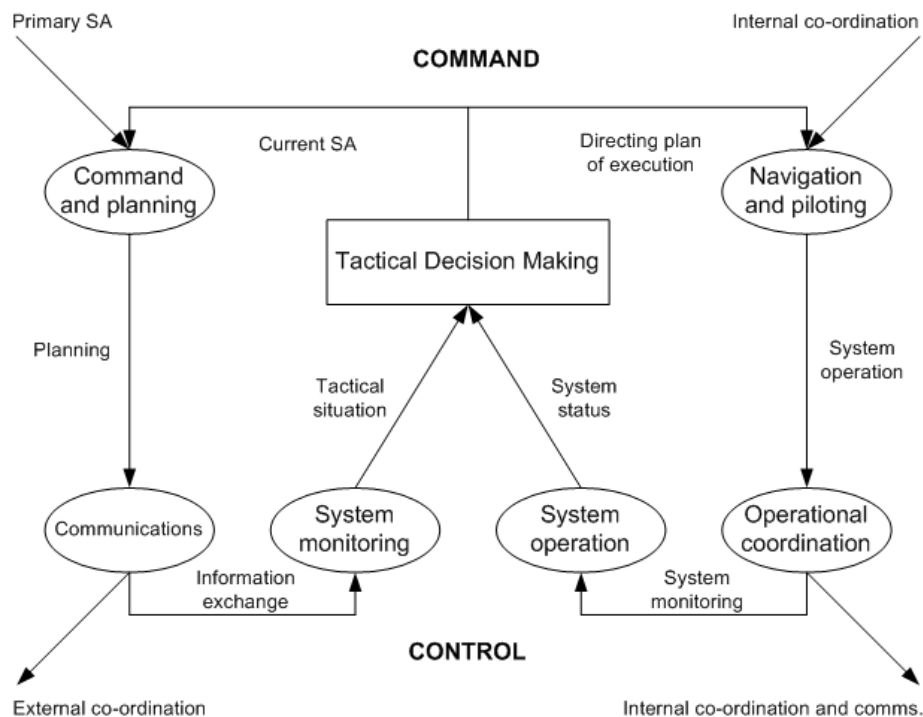 Primary SA
Internal co-ordination
COMMAND
Current SA
Directing plan
of execution
Command
and planning
Navigation
and piloting
Tactical Decision Making
Planning
System
operation
Tactical
situation
System
status
Communications
System
monitoring
System
operation
Operational
coordination
Information
exchange
System
monitoring
CONTROL
External co-ordination
Internal co-ordination and comms.